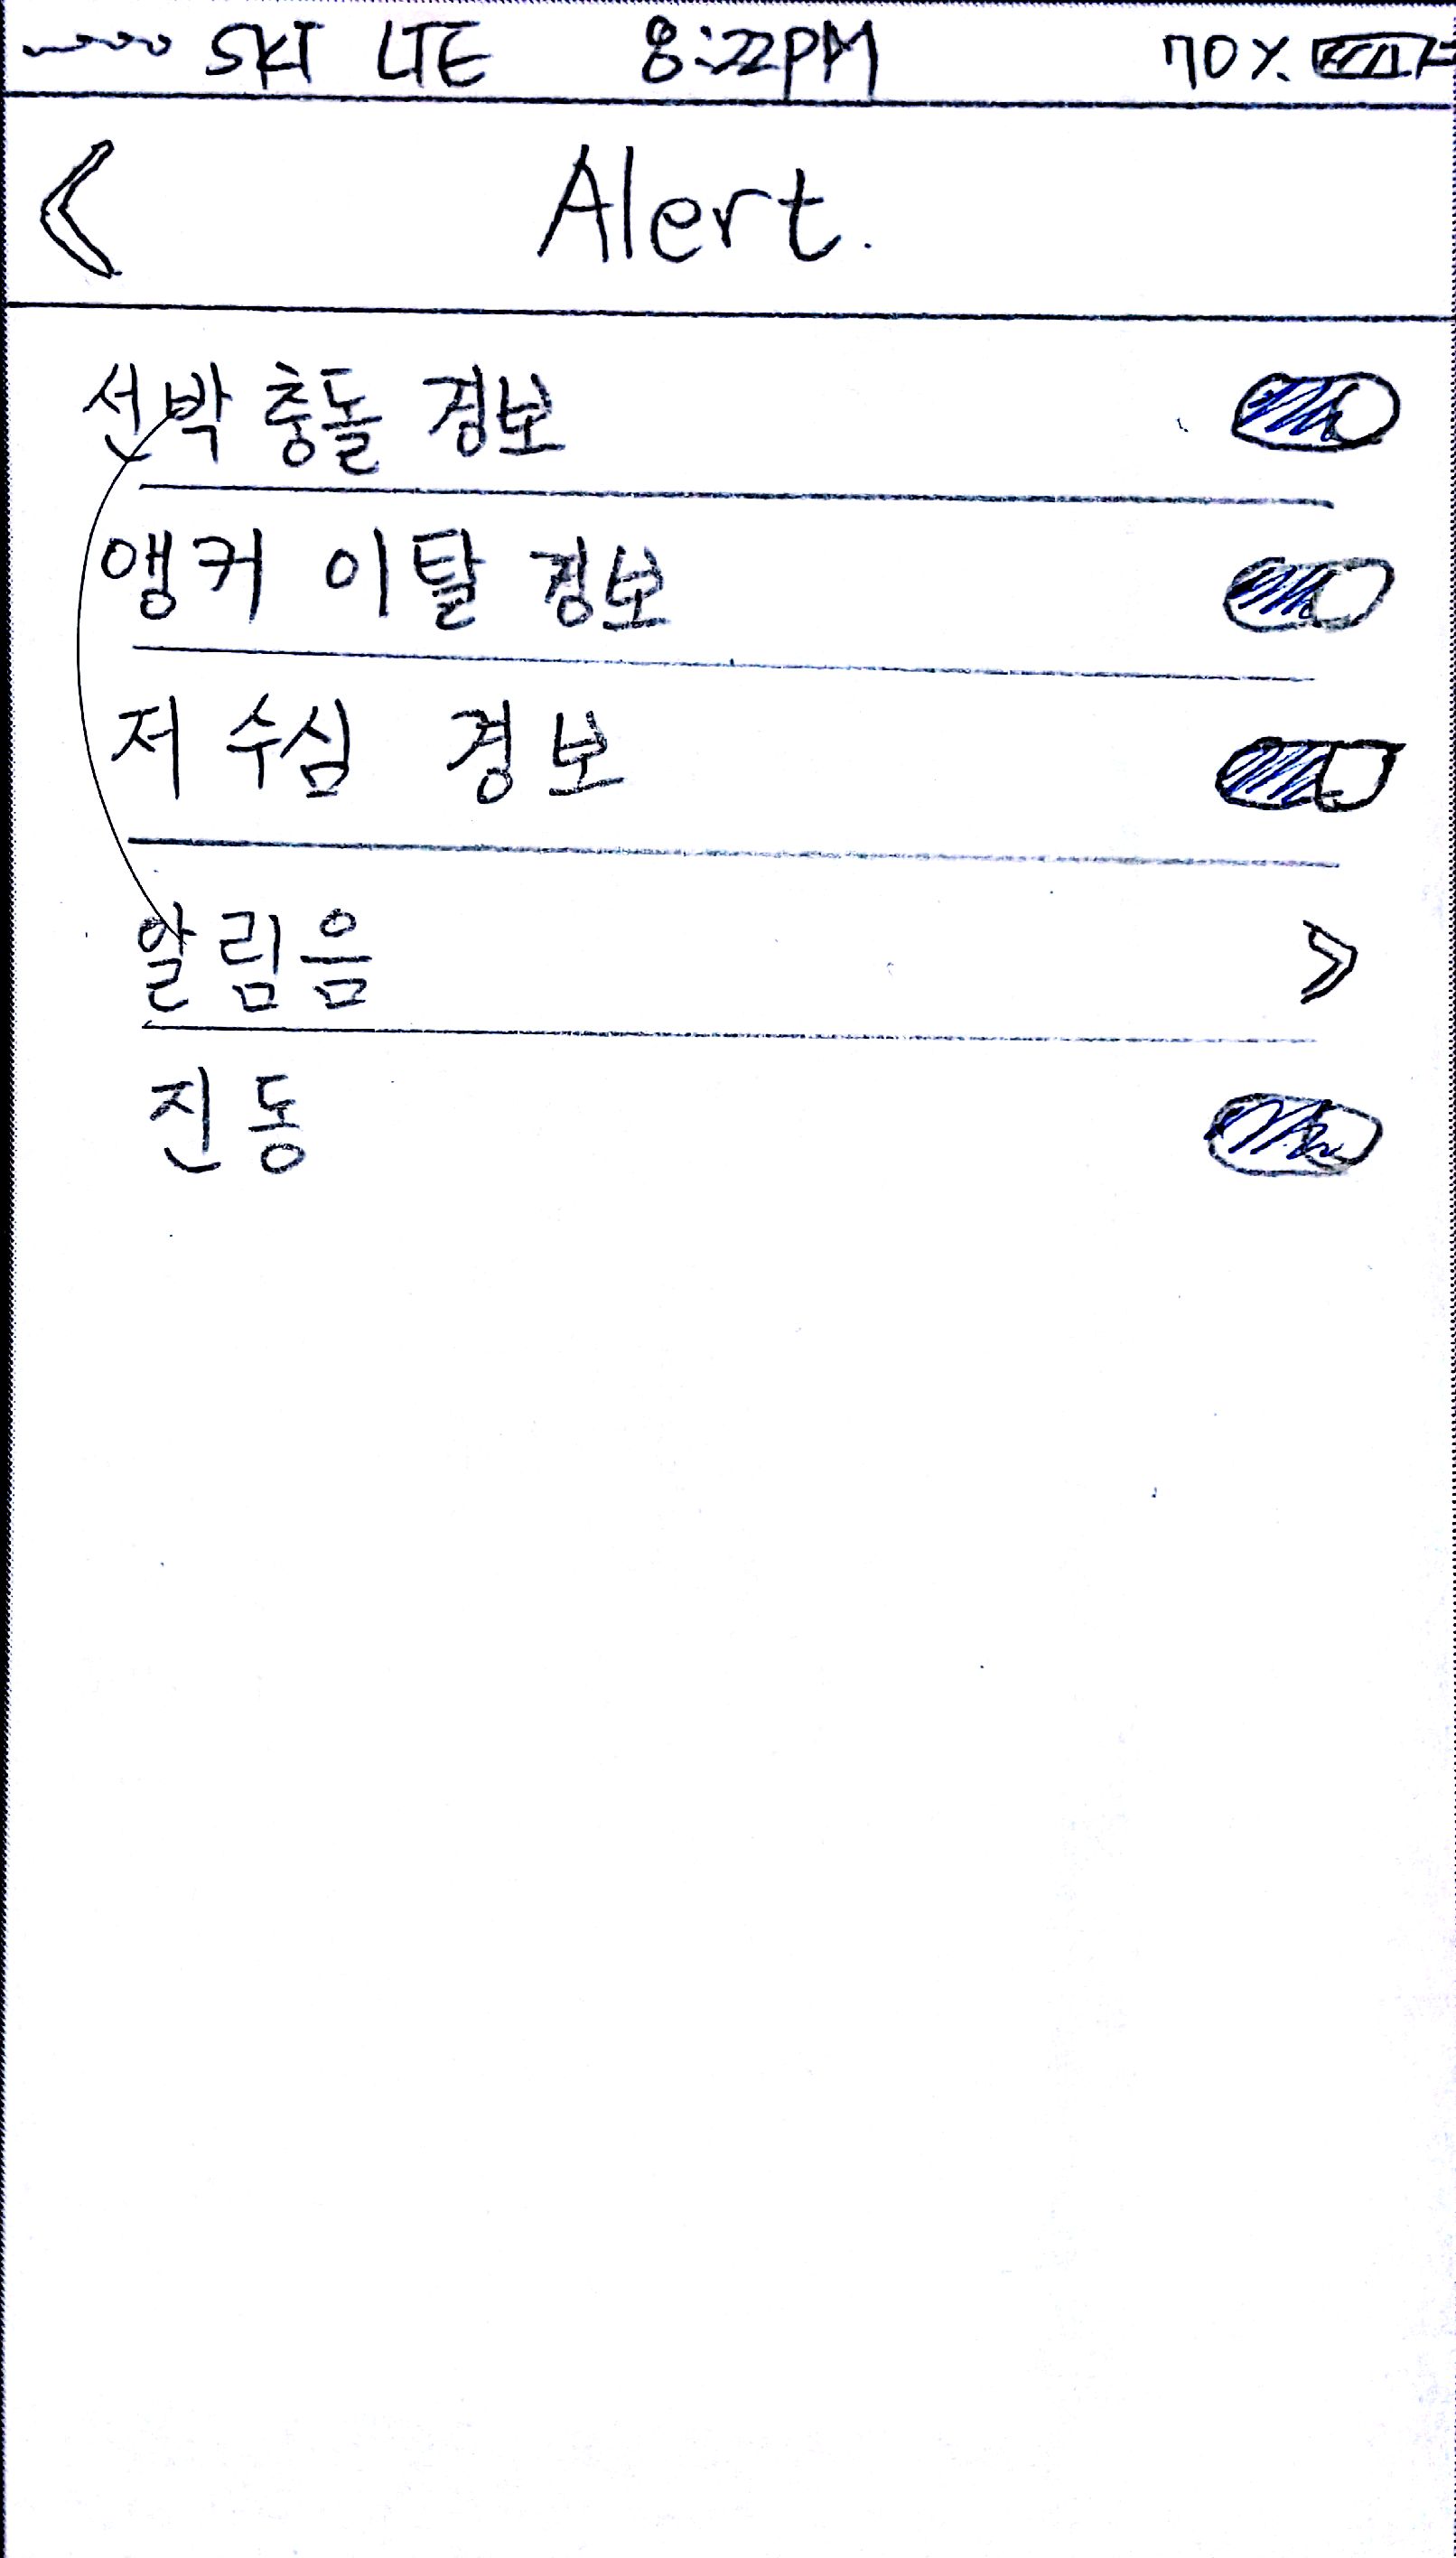 SKT LTE 8:22PM 70%
Alert.
선박 충돌 경보
앵커 이탈 경보
저 수심 경보
알림음
진동